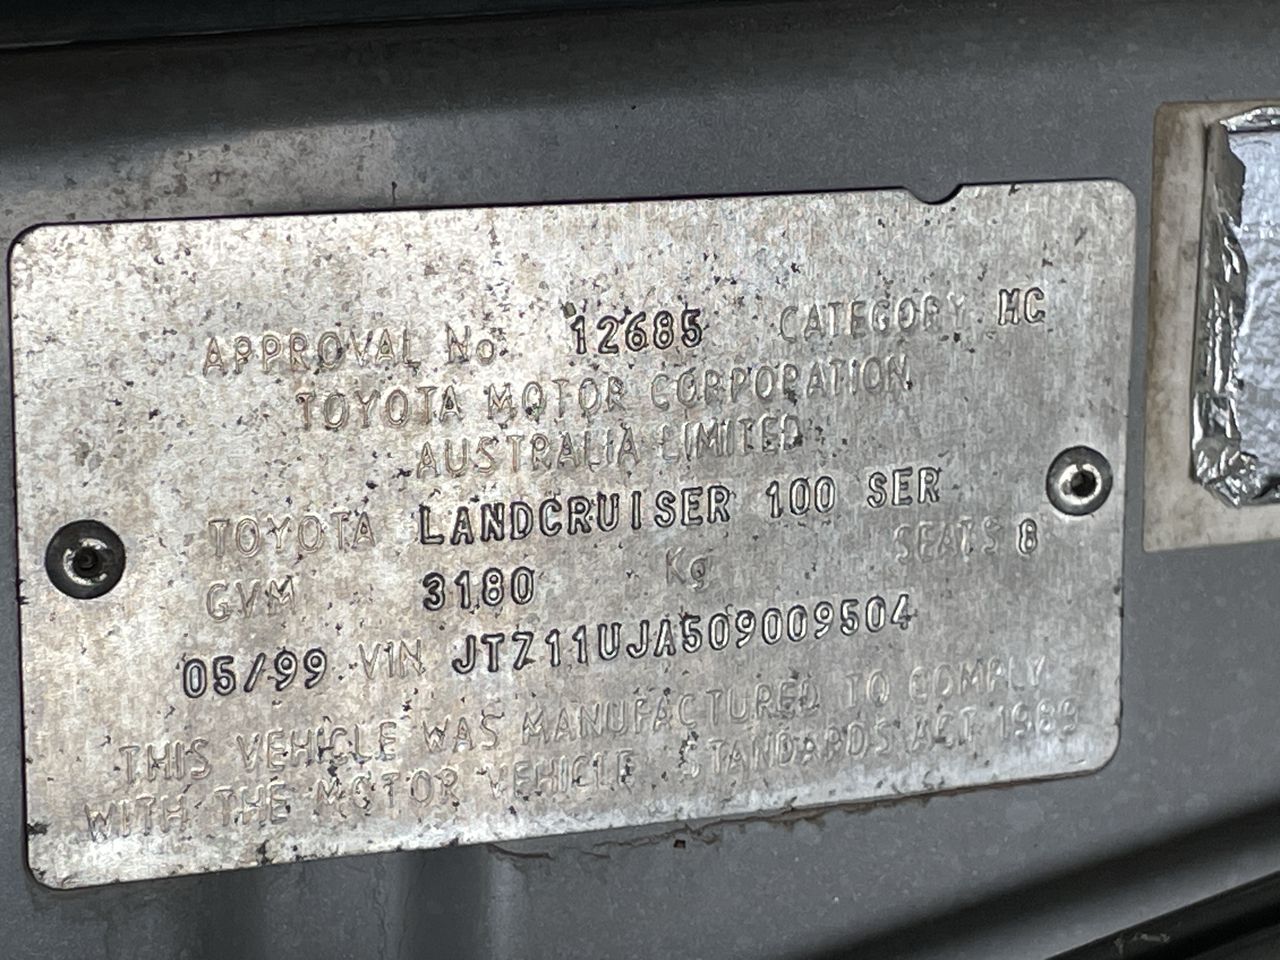 APPROVAL No 12685 CATEGORY MC
TOYOTA MOTOR CORPORATION
AUSTRALIA LIMITED
TOYOTA LANDCRUISER 100 SER
GVM 3180 Kg SEATS 8
05/99 VIN JT711UJA509009504
THIS VEHICLE WAS MANUFACTURED TO COMPLY
WITH THE MOTOR VEHICLE STANDARDS ACT 1989